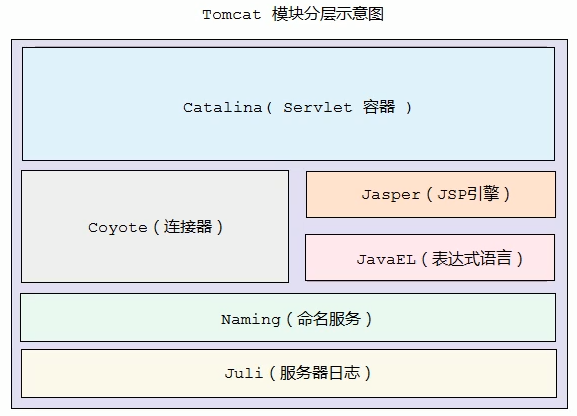 Tomcat 模块分层示意图
Catalina( Servlet 容器 )
Coyote(连接器)
Jasper(JSP引擎)
JavaEL(表达式语言)
Naming(命名服务)
Juli(服务器日志)